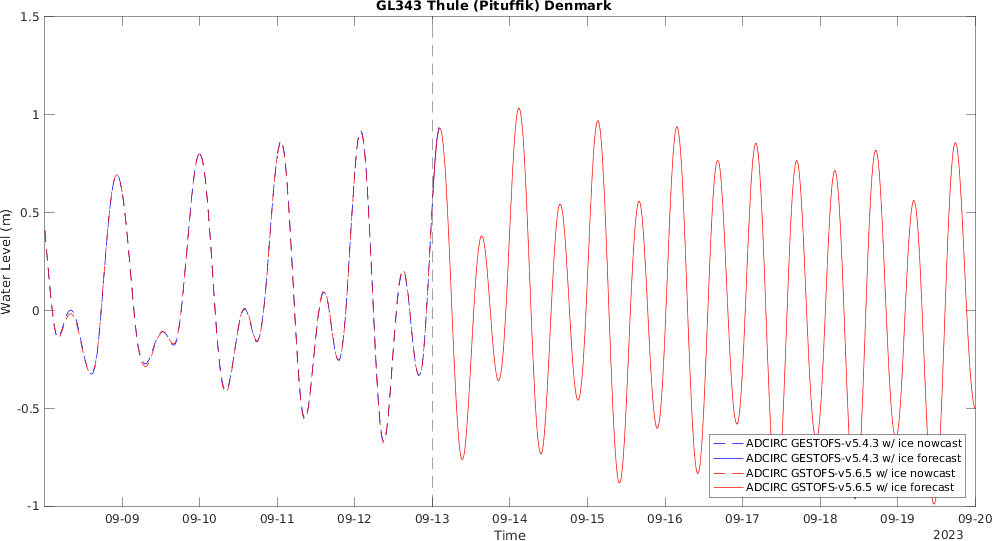 GL343 Thule (Pituffik) Denmark
1.5
1
0.5
0
-0.5
-1
Water Level (m)
ADCIRC GESTOFS-v5.4.3 w/ ice nowcast
ADCIRC GESTOFS-v5.4.3 w/ ice forecast
ADCIRC GSTOFS-v5.6.5 w/ ice nowcast
ADCIRC GSTOFS-v5.6.5 w/ ice forecast
09-09 09-10 09-11 09-12 09-13 09-14 09-15 09-16 09-17 09-18 09-19 09-20
Time
2023